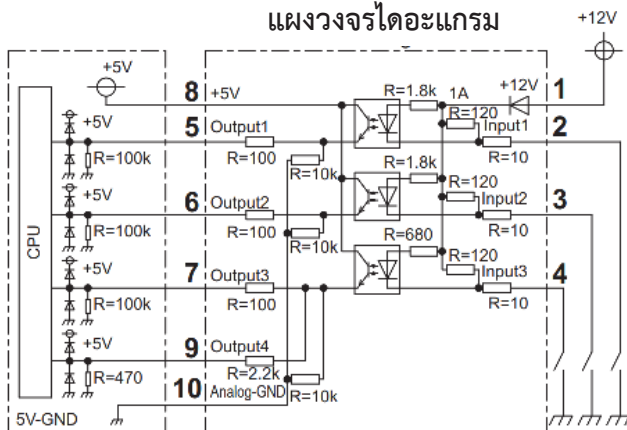 แผงวงจรไดอะแกรม
+12V
+5V
8 +5V
R=1.8k 1A +12V 1
R=120
+5V
5 Output1
Input1 2
R=100k
R=100
R=10k
R=10
R=1.8k
R=120
+5V
6 Output2
Input2 3
R=100k
R=100
R=10k
R=10
R=680
CPU
R=120
+5V
7 Output3
Input3 4
R=100k
R=100
R=10
+5V
9 Output4
R=470
R=2.2k
10 Analog-GND
R=10k
5V-GND